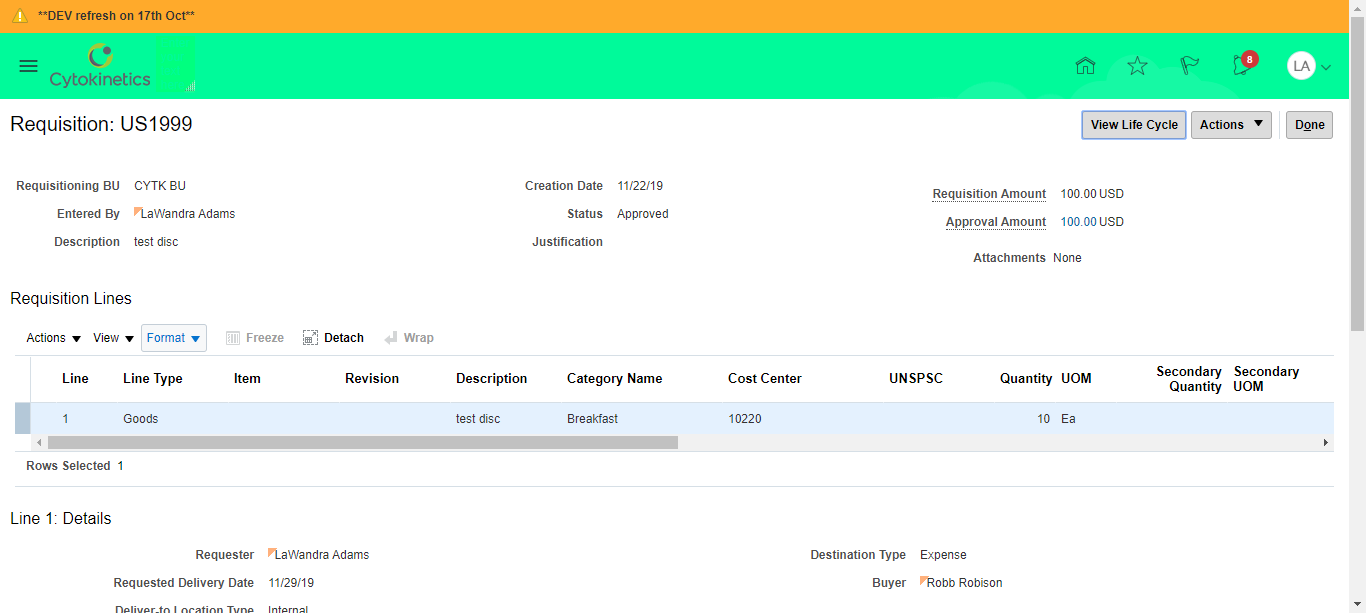 **DEV refresh on 17th Oct**
Cytokinetics
8
LA
Requisition: US1999
View Life Cycle
Actions
Done
Requisitioning BU CYTK BU
Entered By LaWandra Adams
Description test disc
Creation Date 11/22/19
Status Approved
Justification
Requisition Amount 100.00 USD
Approval Amount 100.00 USD
Attachments None
Requisition Lines
Actions View Format Freeze Detach Wrap
Line Line Type Item Revision Description Category Name Cost Center UNSPSC Quantity UOM Secondary Quantity Secondary UOM
1 Goods test disc Breakfast 10220 10 Ea
Rows Selected 1
Line 1: Details
Requester LaWandra Adams
Requested Delivery Date 11/29/19
Deliver-to Location Type Internal
Destination Type Expense
Buyer Robb Robison